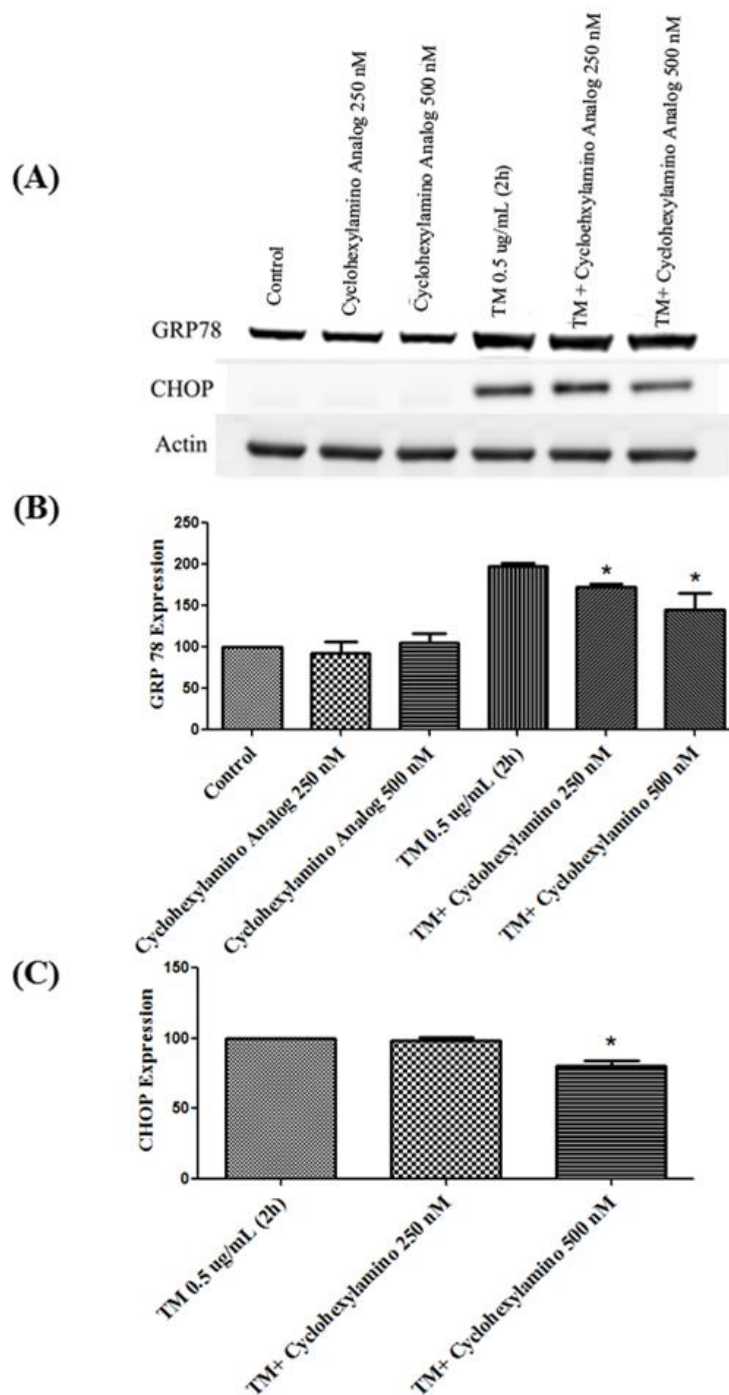 (A)
Control
Cyclohexylamino Analog 250 nM
Cyclohexylamino Analog 500 nM
TM 0.5 ug/mL (2h)
TM + Cycloehxylamino Analog 250 nM
TM+ Cyclohexylamino Analog 500 nM
GRP78
CHOP
Actin
(B)
GRP 78 Expression
250
200
150
100
50
0
*
*
Control
Cyclohexylamino Analog 250 nM
Cyclohexylamino Analog 500 nM
TM 0.5 ug/mL (2h)
TM+ Cyclohexylamino 250 nM
TM+ Cyclohexylamino 500 nM
(C)
CHOP Expression
150
100
50
0
*
TM 0.5 ug/mL (2h)
TM+ Cyclohexylamino 250 nM
TM+ Cyclohexylamino 500 nM